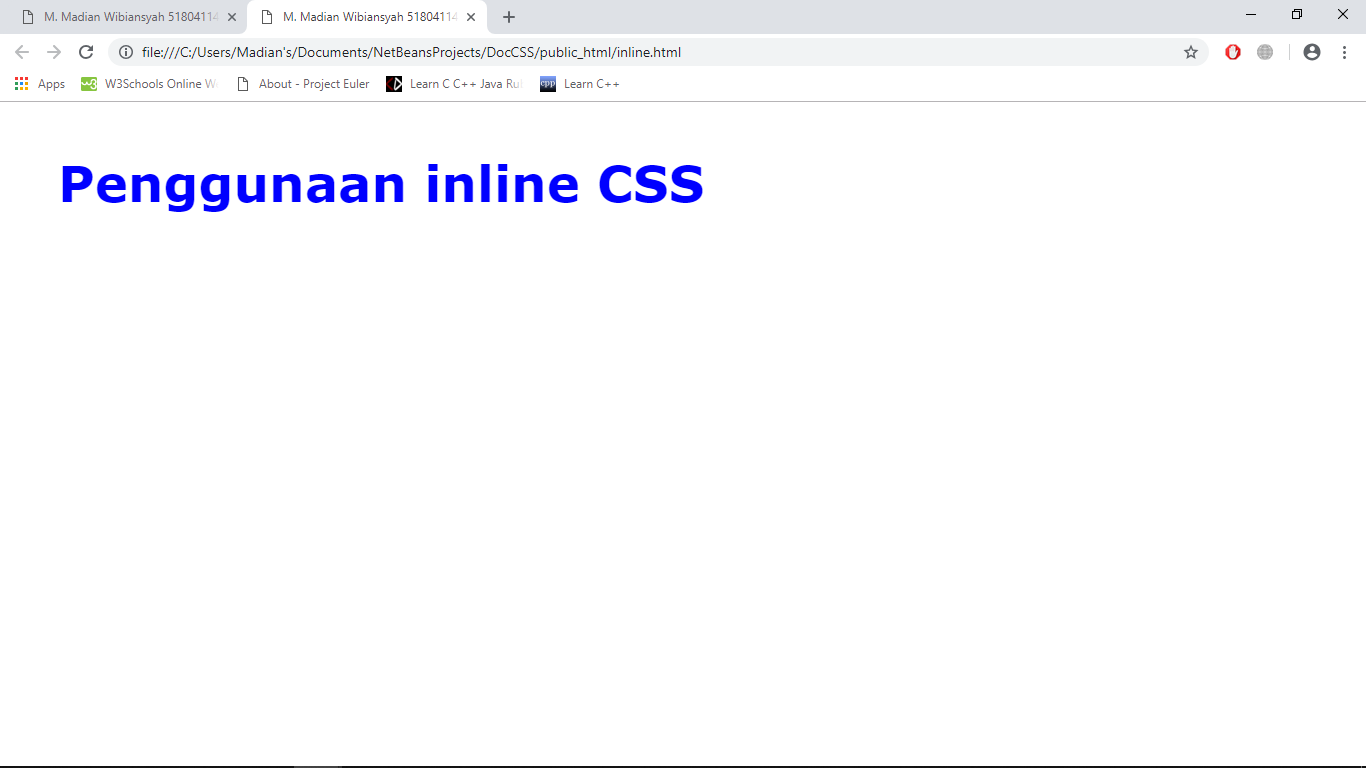 M. Madian Wibiansyah 51804114
M. Madian Wibiansyah 51804114
file:///C:/Users/Madian's/Documents/NetBeansProjects/DocCSS/public_html/inline.html
Apps W3Schools Online W About - Project Euler Learn C C++ Java Ru cpp Learn C++
Penggunaan inline CSS